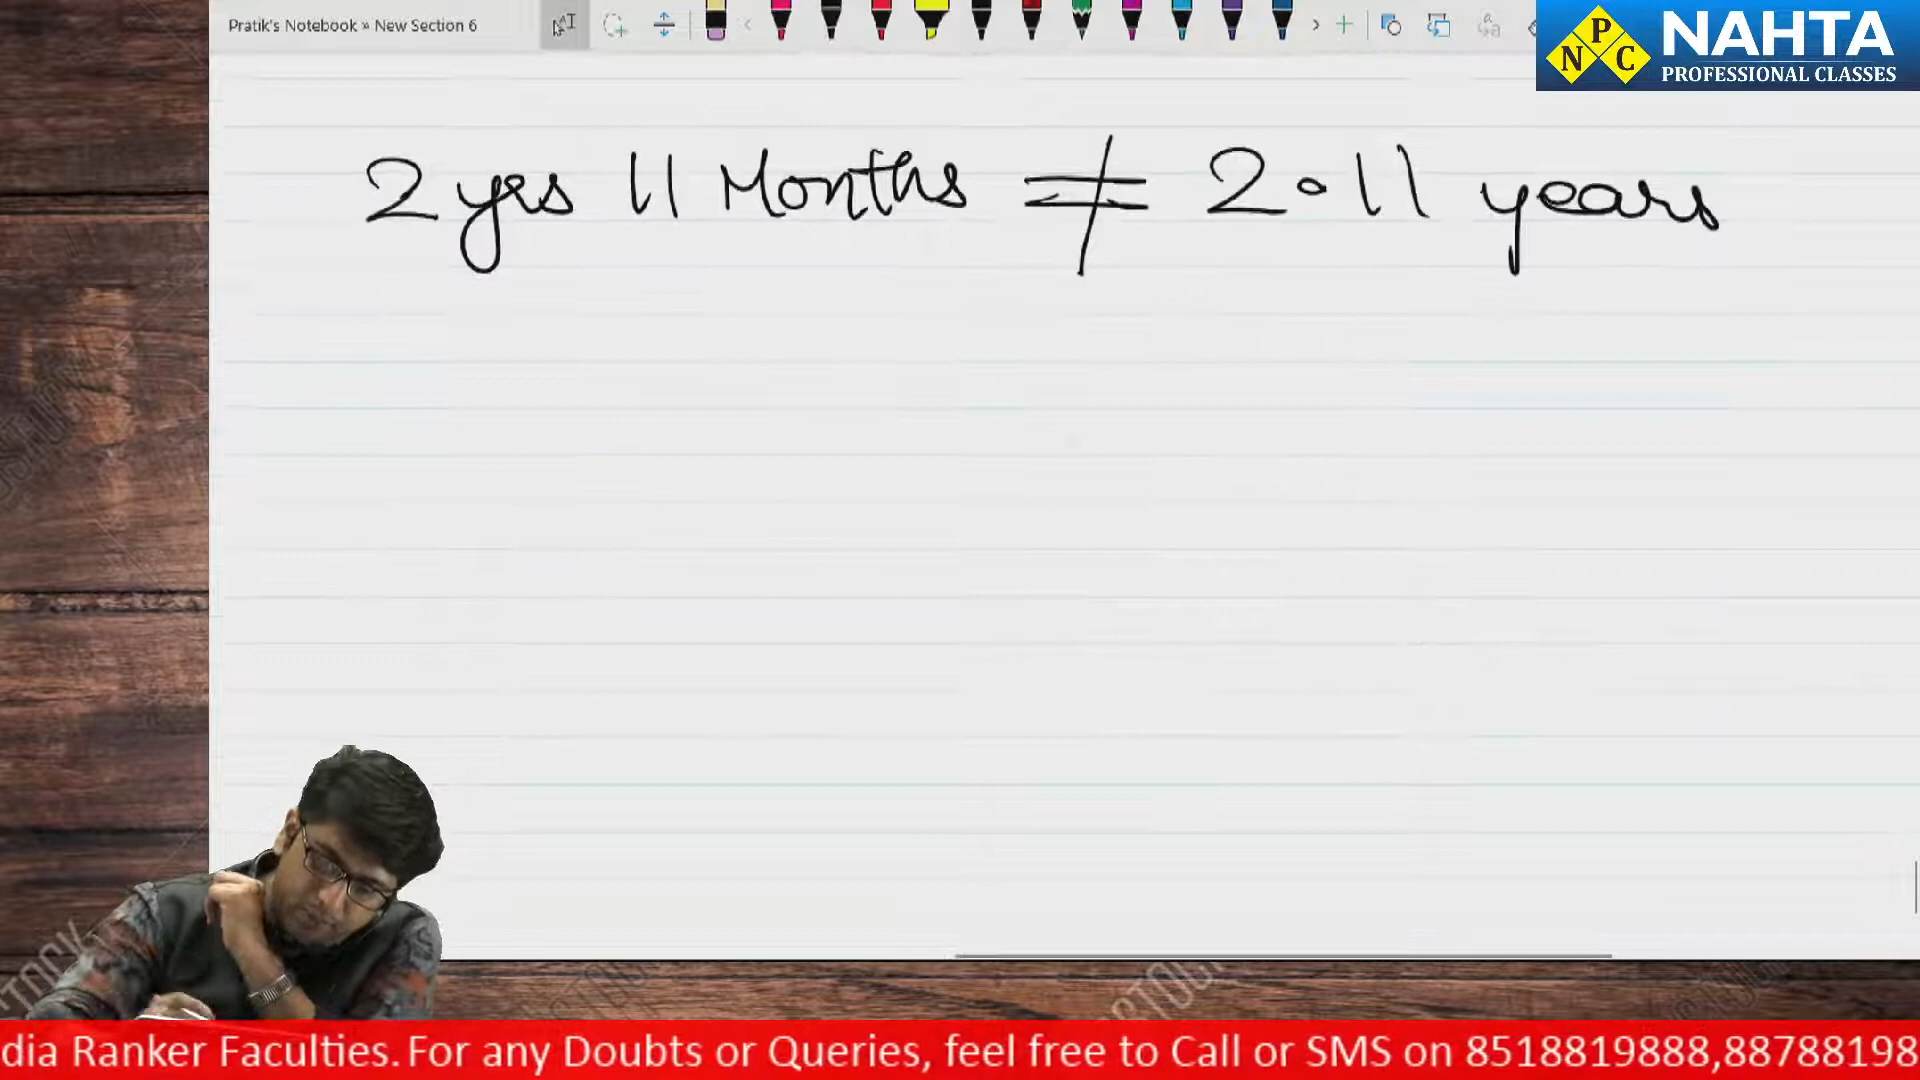 Pratik's Notebook » New Section 6
N P C
NAHTA
PROFESSIONAL CLASSES
2 yrs 11 Months ≠ 2.11 years
dia Ranker Faculties. For any Doubts or Queries, feel free to Call or SMS on 8518819888,88788198